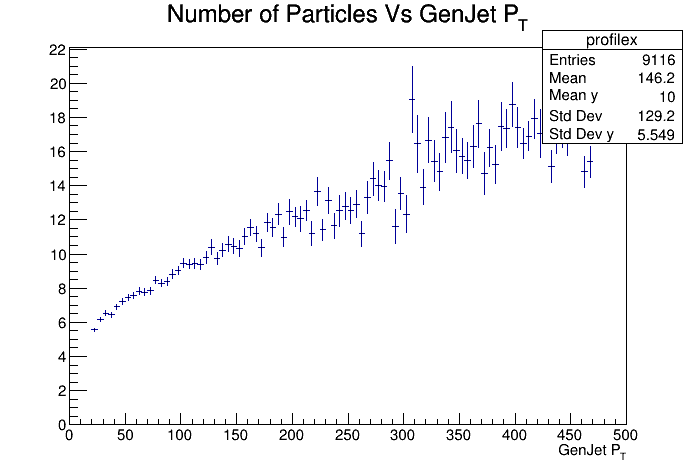 Number of Particles Vs GenJet P_T
profilex
Entries 9116
Mean 146.2
Mean y 10
Std Dev 129.2
Std Dev y 5.549
22
20
18
16
14
12
10
8
6
4
2
0
0 50 100 150 200 250 300 350 400 450 500
GenJet P_T